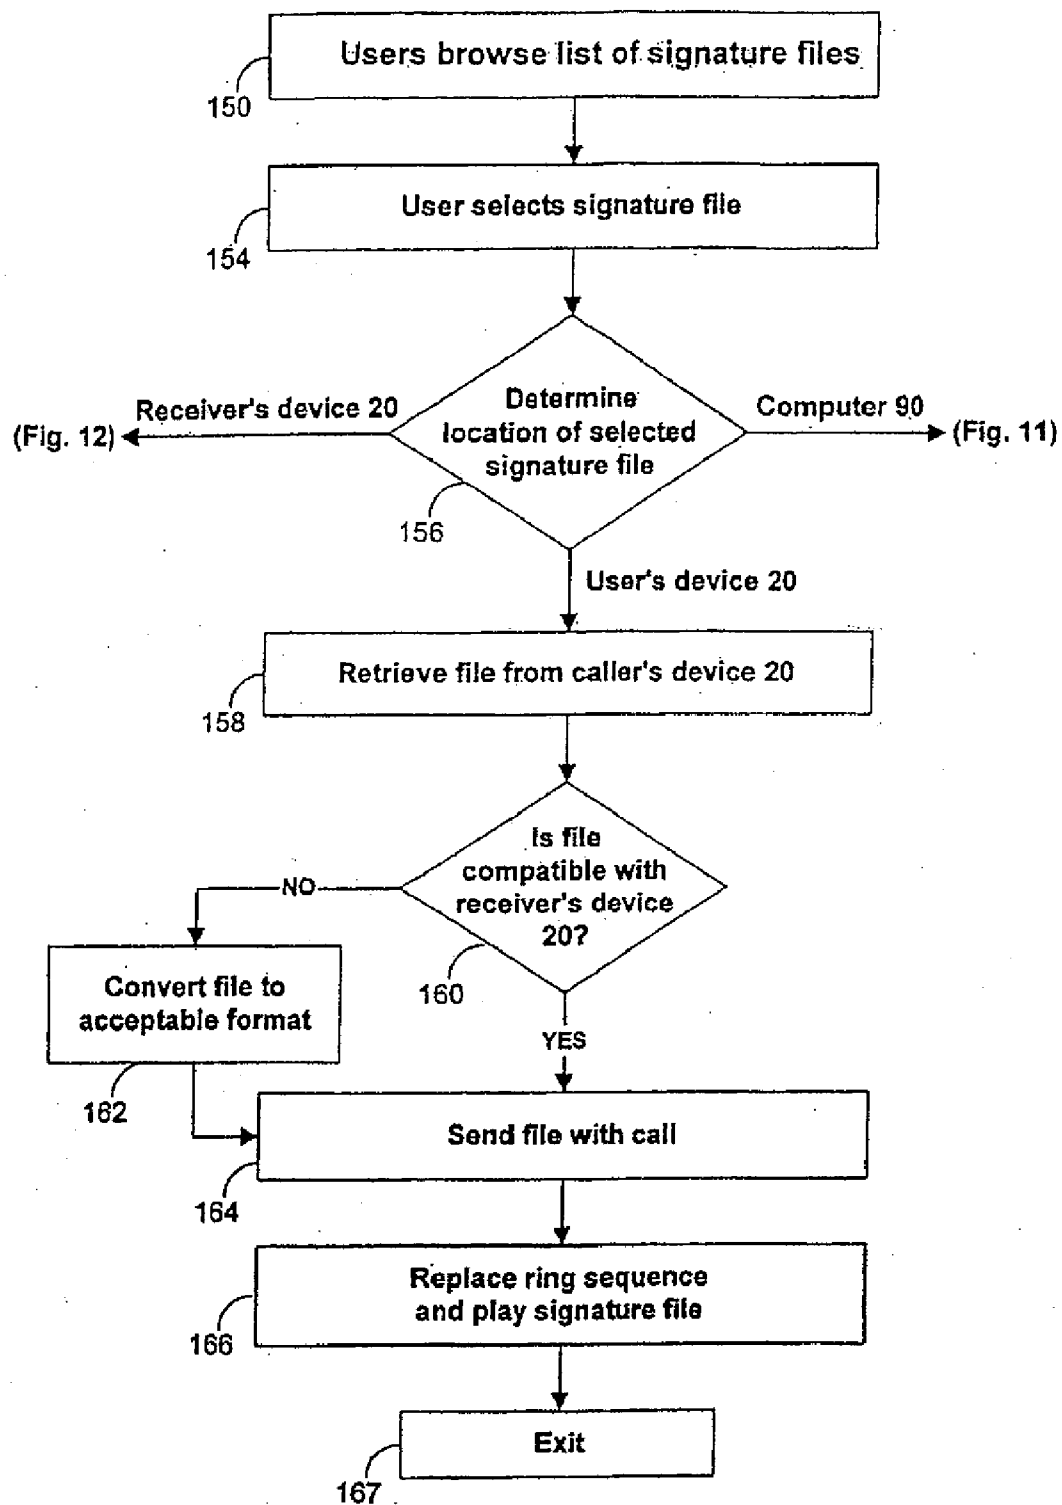 Users browse list of signature files
150
User selects signature file
154
Determine
location of selected
signature file
156
Receiver's device 20
(Fig. 12)
Computer 90
(Fig. 11)
User's device 20
Retrieve file from caller's device 20
158
Is file
compatible with
receiver's device
20?
160
NO
Convert file to
acceptable format
162
YES
Send file with call
164
Replace ring sequence
and play signature file
166
Exit
167